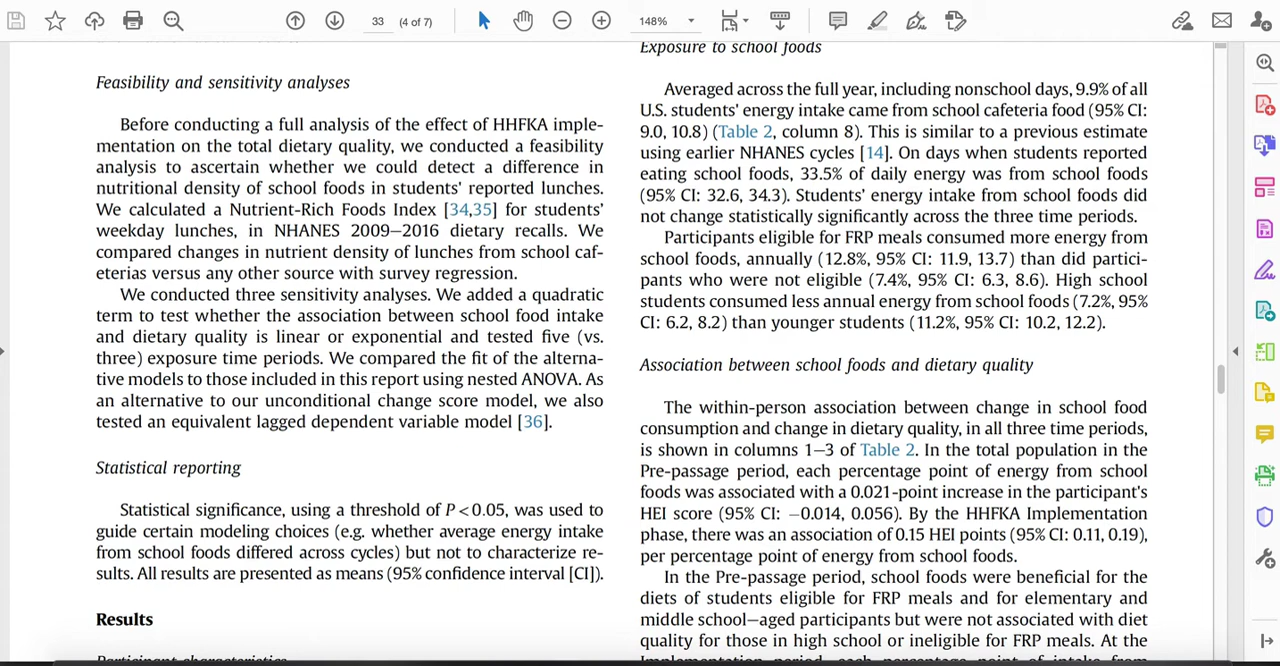 33
(4 of 7)
148%
Feasibility and sensitivity analyses
Before conducting a full analysis of the effect of HHFKA imple-
mentation on the total dietary quality, we conducted a feasibility
analysis to ascertain whether we could detect a difference in
nutritional density of school foods in students' reported lunches.
We calculated a Nutrient-Rich Foods Index [34,35] for students'
weekday lunches, in NHANES 2009–2016 dietary recalls. We
compared changes in nutrient density of lunches from school caf-
eterias versus any other source with survey regression.
We conducted three sensitivity analyses. We added a quadratic
term to test whether the association between school food intake
and dietary quality is linear or exponential and tested five (vs.
three) exposure time periods. We compared the fit of the alterna-
tive models to those included in this report using nested ANOVA. As
an alternative to our unconditional change score model, we also
tested an equivalent lagged dependent variable model [36].
Statistical reporting
Statistical significance, using a threshold of P < 0.05, was used to
guide certain modeling choices (e.g. whether average energy intake
from school foods differed across cycles) but not to characterize re-
sults. All results are presented as means (95% confidence interval [CI]).
Results
Participant characteristics
Exposure to school foods
Averaged across the full year, including nonschool days, 9.9% of all
U.S. students' energy intake came from school cafeteria food (95% CI:
9.0, 10.8) (Table 2, column 8). This is similar to a previous estimate
using earlier NHANES cycles [14]. On days when students reported
eating school foods, 33.5% of daily energy was from school foods
(95% CI: 32.6, 34.3). Students' energy intake from school foods did
not change statistically significantly across the three time periods.
Participants eligible for FRP meals consumed more energy from
school foods, annually (12.8%, 95% CI: 11.9, 13.7) than did partici-
pants who were not eligible (7.4%, 95% CI: 6.3, 8.6). High school
students consumed less annual energy from school foods (7.2%, 95%
CI: 6.2, 8.2) than younger students (11.2%, 95% CI: 10.2, 12.2).
Association between school foods and dietary quality
The within-person association between change in school food
consumption and change in dietary quality, in all three time periods,
is shown in columns 1–3 of Table 2. In the total population in the
Pre-passage period, each percentage point of energy from school
foods was associated with a 0.021-point increase in the participant's
HEI score (95% CI: −0.014, 0.056). By the HHFKA Implementation
phase, there was an association of 0.15 HEI points (95% CI: 0.11, 0.19),
per percentage point of energy from school foods.
In the Pre-passage period, school foods were beneficial for the
diets of students eligible for FRP meals and for elementary and
middle school–aged participants but were not associated with diet
quality for those in high school or ineligible for FRP meals. At the
Implementation period, each percentage point of intake from